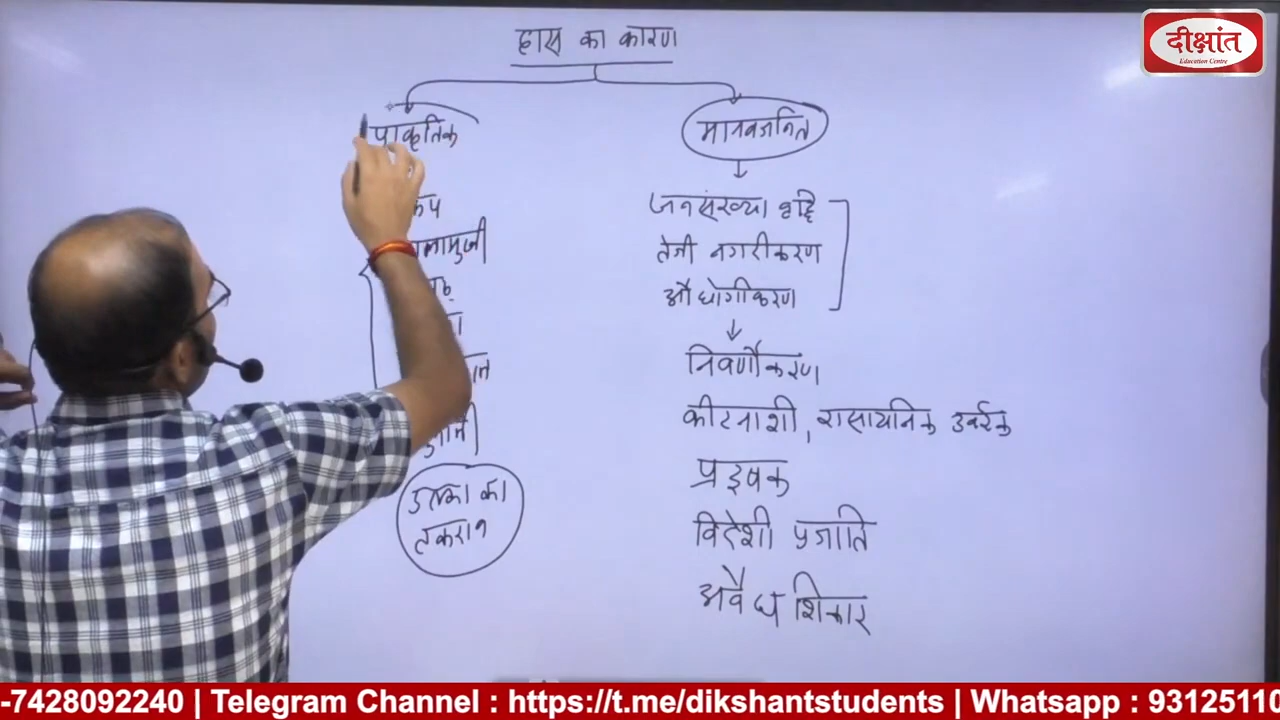 ह्रास का कारण
दीक्षांत
Education Centre
प्राकृतिक
मानवजनित
जनसंख्या वृद्धि
तेजी नगरीकरण
औद्योगीकरण
निर्वणीकरण
कीटनाशी, रासायनिक उर्वरक
प्रदूषक
विदेशी प्रजाति
अवैध शिकार
उल्का का
टकराव
-7428092240 | Telegram Channel : https://t.me/dikshantstudents | Whatsapp : 93125110